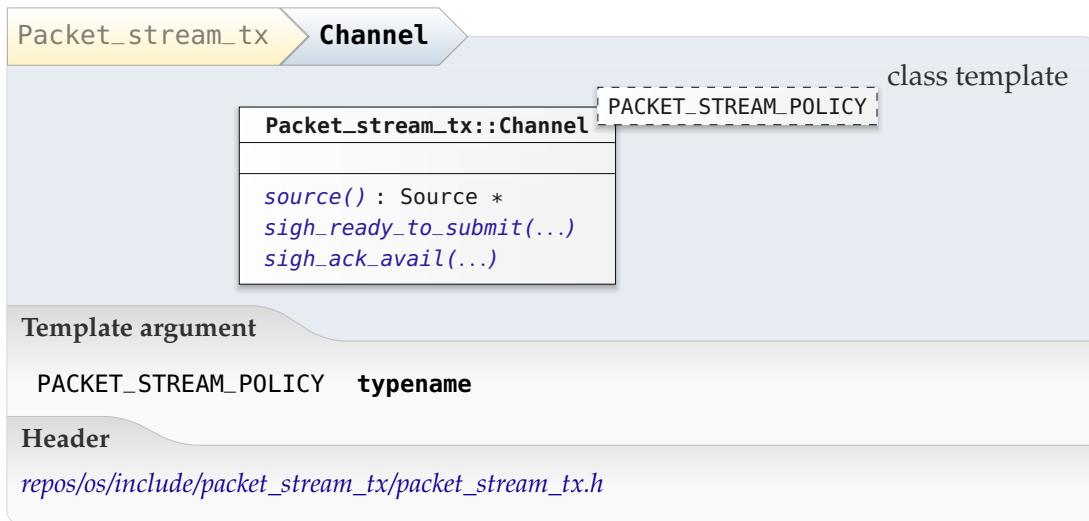 Packet_stream_tx Channel
class template
PACKET_STREAM_POLICY
Packet_stream_tx::Channel
source() : Source *
sigh_ready_to_submit(...)
sigh_ack_avail(...)
Template argument
PACKET_STREAM_POLICY typename
Header
repos/os/include/packet_stream_tx/packet_stream_tx.h